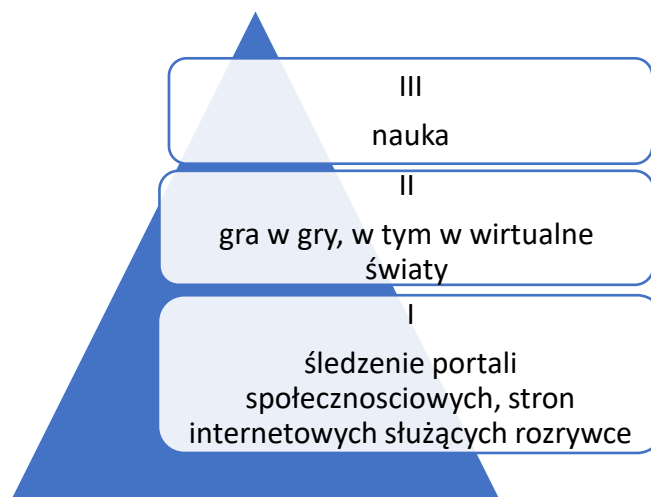 III
nauka
II
gra w gry, w tym w wirtualne
światy
I
śledzenie portali
społecznosciowych, stron
internetowych służących rozrywce